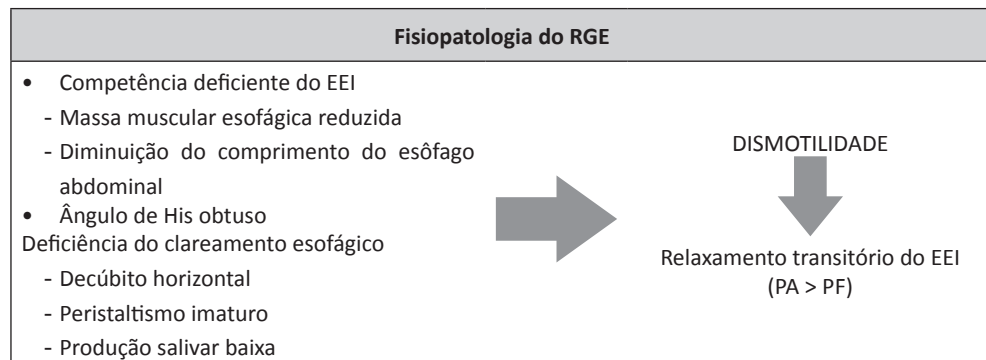 Fisiopatologia do RGE
• Competência deficiente do EEI
- Massa muscular esofágica reduzida
- Diminuição do comprimento do esôfago
abdominal
• Ângulo de His obtuso
Deficiência do clareamento esofágico
- Decúbito horizontal
- Peristaltismo imaturo
- Produção salivar baixa
DISMOTILIDADE
Relaxamento transitório do EEI
(PA > PF)